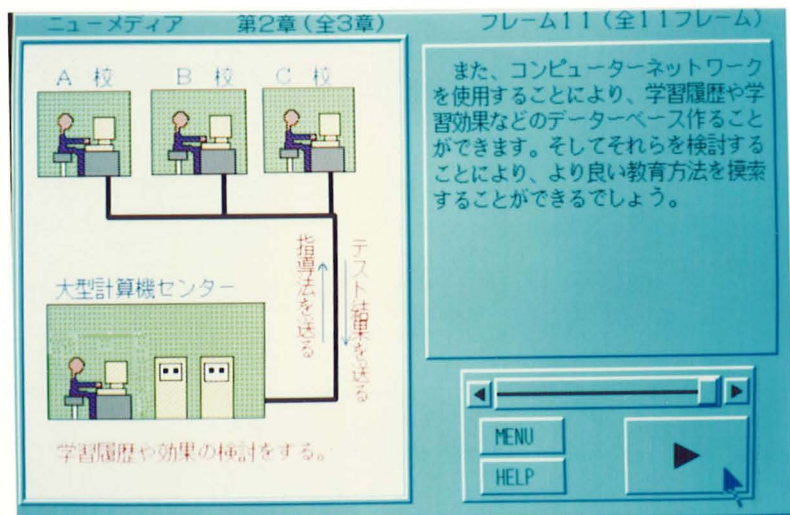 ニューメディア　第2章(全3章)　フレーム11(全11フレーム)
A 校　B 校　C 校
指導法を送る
テスト結果を送る
大型計算機センター
学習履歴や効果の検討をする。
また、コンピューターネットワーク
を使用することにより、学習履歴や学
習効果などのデーターベース作ること
ができます。そしてそれらを検討する
ことにより、より良い教育方法を摸索
することができるでしょう。
MENU
HELP